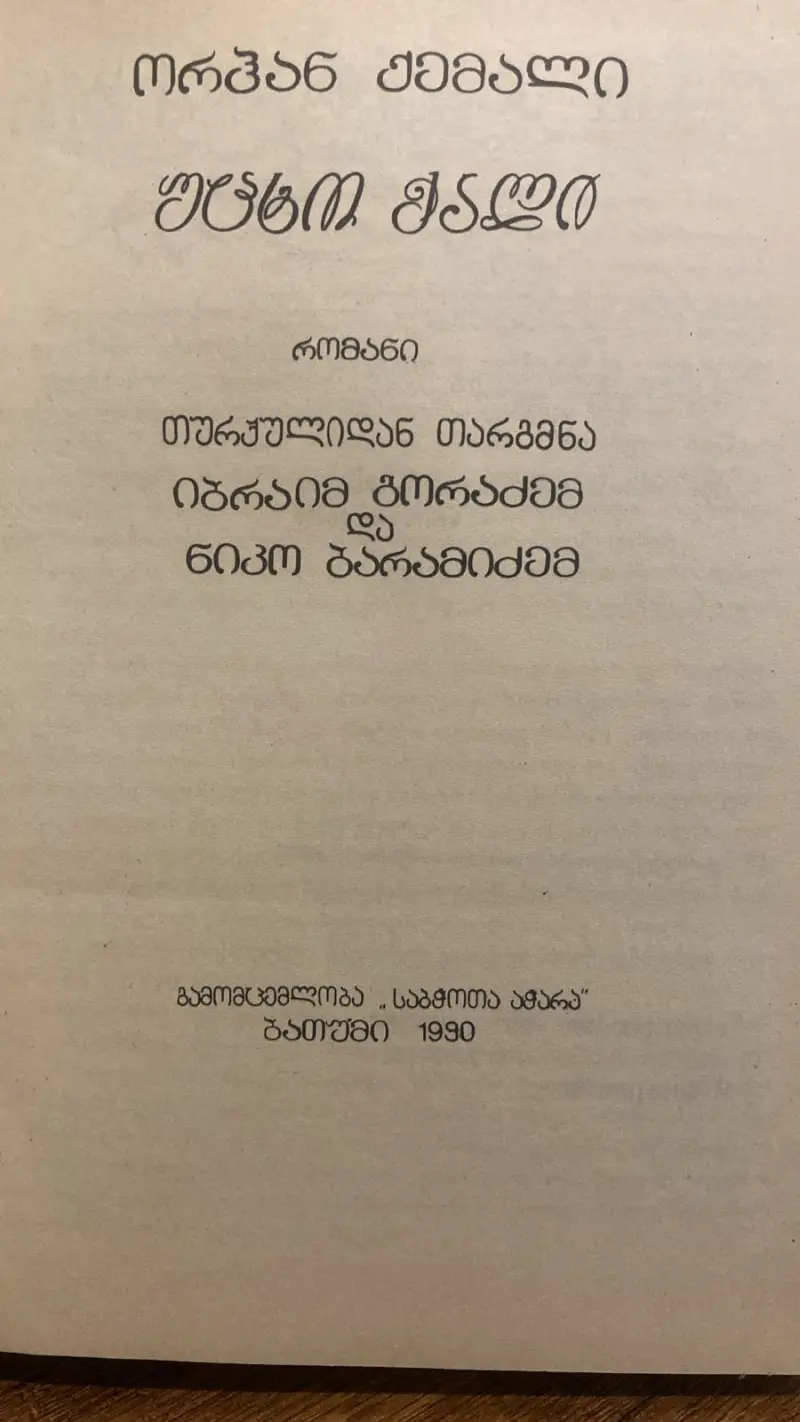 ორჰან ქემალი
უცხო ქალი
რომანი
თურქულიდან თარგმნა
იბრაიმ გორაძემ
და
ნიკო ბარამიძემ
გამომცემლობა „საბჭოთა აჭარა“
ბათუმი 1990